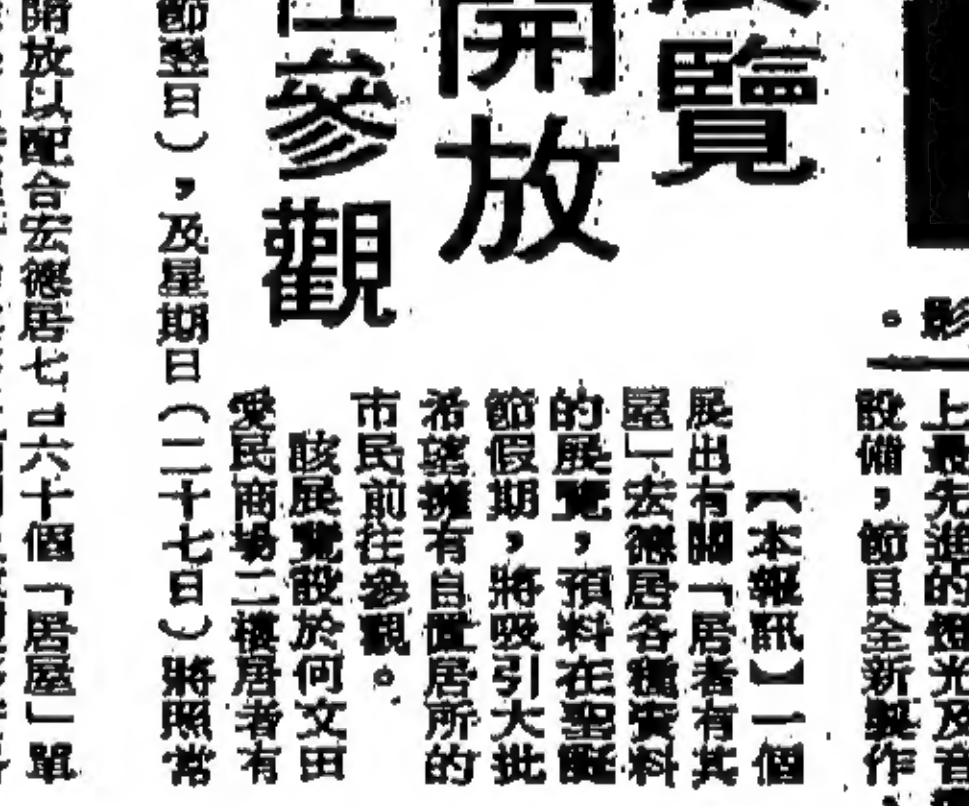 上最先進的燈光及音
設備，節目全新製作
影。
覽
開放
參觀
【本報訊】一個
展出有關「居者有其
屋」宏德居各種資料
的展覽，預料在聖誕
節假期，將吸引大批
希望擁有自置居所的
市民前往參觀。
該展覽設於何文田
愛民商場二樓居者有
節翌日），及星期日（二十七日）將照常
開放以配合宏德居七百六十個「居屋」單